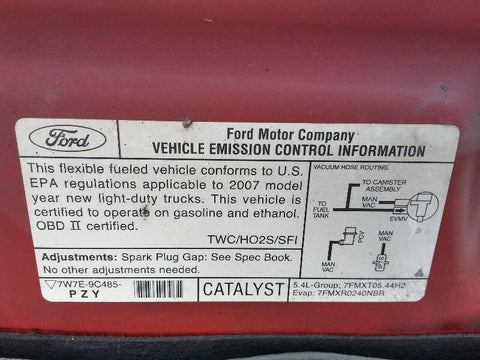 Ford
Ford Motor Company
VEHICLE EMISSION CONTROL INFORMATION
This flexible fueled vehicle conforms to U.S.
EPA regulations applicable to 2007 model
year new light-duty trucks. This vehicle is
certified to operate on gasoline and ethanol.
OBD II certified.
TWC/HO2S/SFI
Adjustments: Spark Plug Gap: See Spec Book.
No other adjustments needed.
VACUUM HOSE ROUTING
TO CANISTER
ASSEMBLY
MAN
VAC
TO
FUEL
TANK
EVMV
PCV
MAN
VAC
7W7E-9C485-
PZY
CATALYST
5.4L-Group; 7FMXT05.44H2
Evap; 7FMXR0240NBR